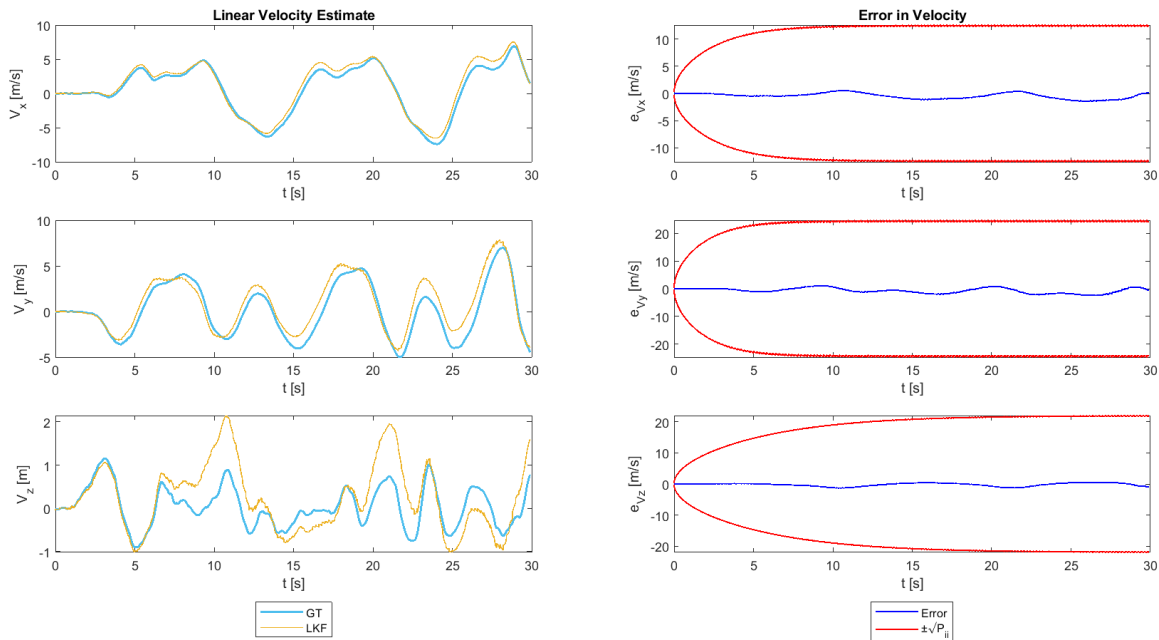 Linear Velocity Estimate
10
5
0
-5
-10
V_x [m/s]
0 5 10 15 20 25 30
t [s]
10
5
0
-5
V_y [m/s]
0 5 10 15 20 25 30
t [s]
2
1
0
-1
V_z [m]
0 5 10 15 20 25 30
t [s]
GT
LKF
Error in Velocity
10
5
0
-5
-10
e_Vx [m/s]
0 5 10 15 20 25 30
t [s]
20
10
0
-10
-20
e_Vy [m/s]
0 5 10 15 20 25 30
t [s]
20
10
0
-10
-20
e_Vz [m/s]
0 5 10 15 20 25 30
t [s]
Error
±√P_ii